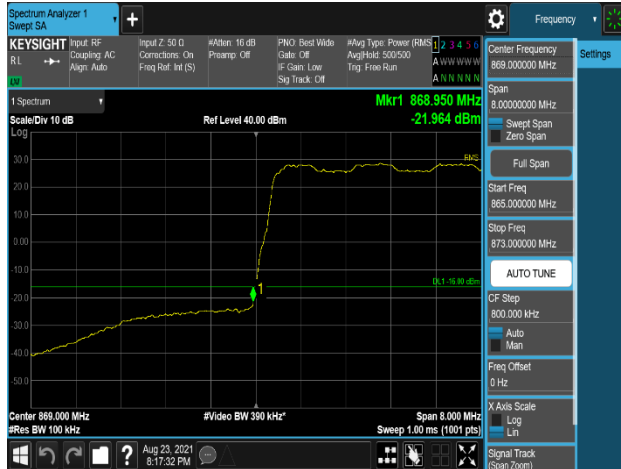 Spectrum Analyzer 1
Swept SA
Frequency
KEYSIGHT
RL
Input: RF
Coupling: AC
Align: Auto
Input Z: 50 Ω
Corrections: On
Freq Ref: Int (S)
#Atten: 16 dB
Preamp: Off
PNO: Best Wide
Gate: Off
IF Gain: Low
Sig Track: Off
#Avg Type: Power (RMS
Avg|Hold: 500/500
Trig: Free Run
1 2 3 4 5 6
A W W W W W
A N N N N N
LXI
Settings
Center Frequency
869.000000 MHz
Span
8.00000000 MHz
Swept Span
Zero Span
Full Span
Start Freq
865.000000 MHz
Stop Freq
873.000000 MHz
AUTO TUNE
CF Step
800.000 kHz
Auto
Man
Freq Offset
0 Hz
X Axis Scale
Log
Lin
Signal Track
(Span Zoom)
1 Spectrum
Scale/Div 10 dB
Log
Ref Level 40.00 dBm
Mkr1 868.950 MHz
-21.964 dBm
RMS
30.0
20.0
10.0
0.00
-10.0
DL1 -16.00 dBm
1
-20.0
-30.0
-40.0
-50.0
Center 869.000 MHz
#Res BW 100 kHz
#Video BW 390 kHz*
Span 8.000 MHz
Sweep 1.00 ms (1001 pts)
Aug 23, 2021
8:17:32 PM